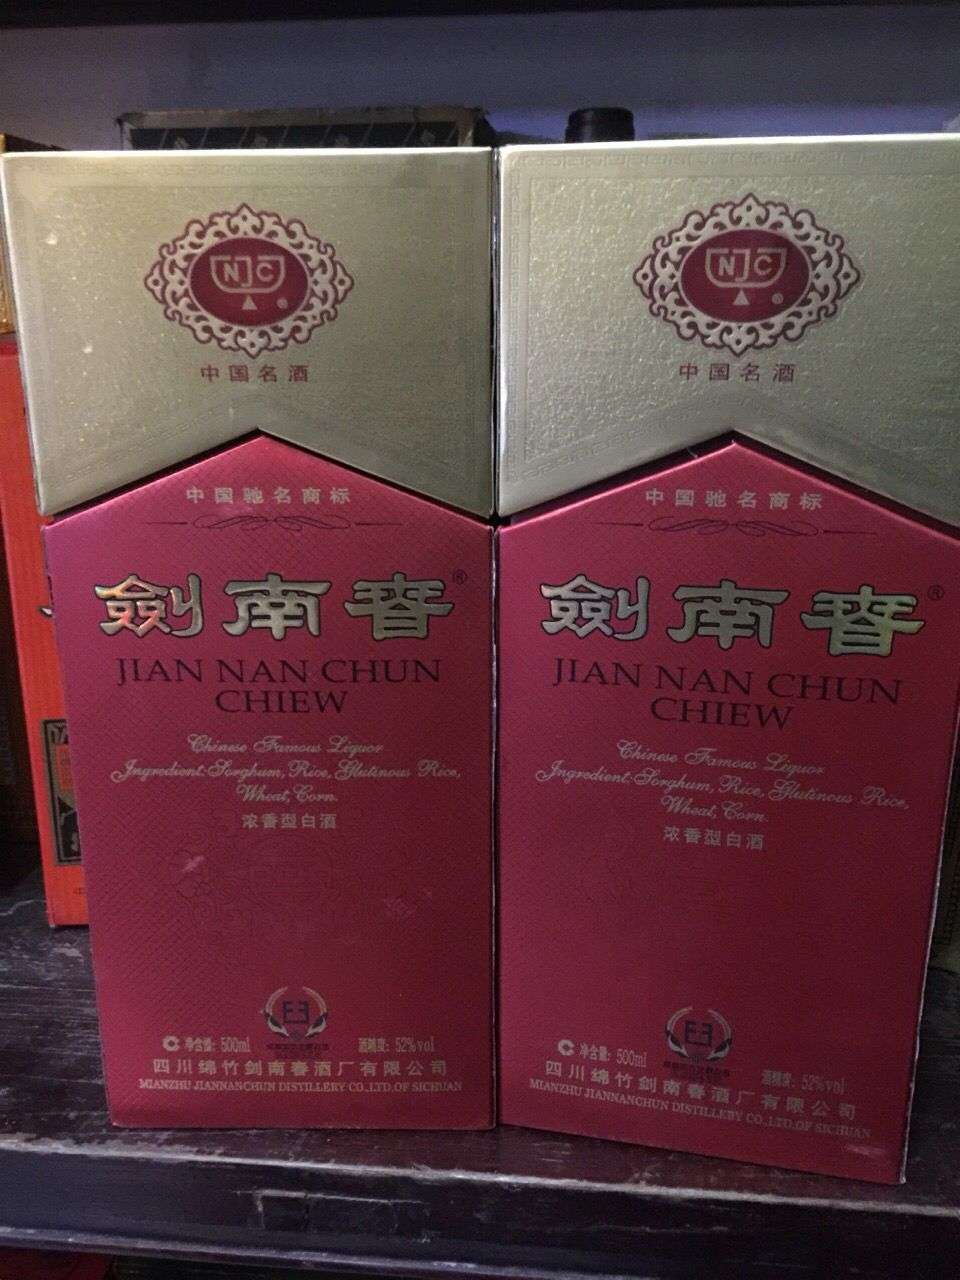 NJC
®
中国名酒
中国驰名商标
劍南春®
JIAN NAN CHUN
CHIEW
Chinese Famous Liquor
Ingredient:Sorghum, Rice, Glutinous Rice,
Wheat, Corn.
浓香型白酒
净含量: 500ml
酒精度: 52%vol
四川绵竹剑南春酒厂有限公司
MIANZHU JIANNANCHUN DISTILLERY CO.,LTD.OF SICHUAN
NJC
®
中国名酒
中国驰名商标
劍南春®
JIAN NAN CHUN
CHIEW
Chinese Famous Liquor
Ingredient:Sorghum, Rice, Glutinous Rice,
Wheat, Corn.
浓香型白酒
净含量: 500ml
酒精度: 52%vol
四川绵竹剑南春酒厂有限公司
MIANZHU JIANNANCHUN DISTILLERY CO.,LTD.OF SICHUAN